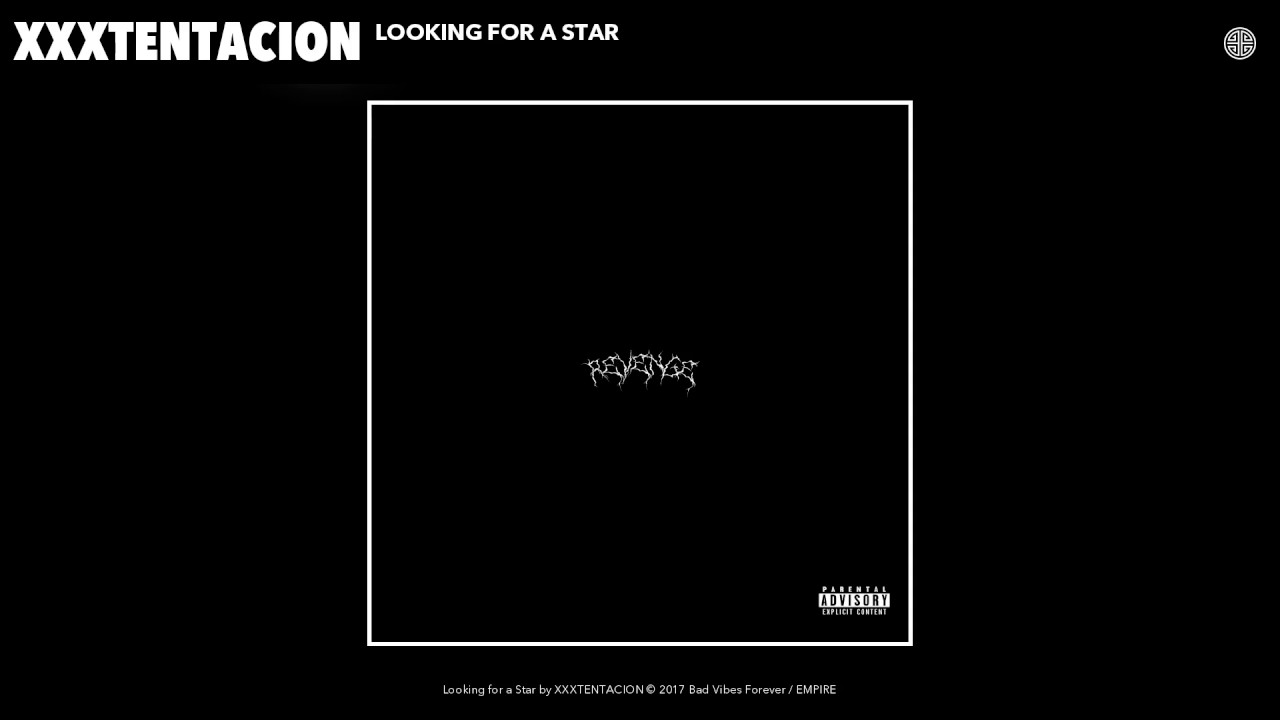 XXXTENTACION
LOOKING FOR A STAR
REVENGE
PARENTAL
ADVISORY
EXPLICIT CONTENT
Looking for a Star by XXXTENTACION © 2017 Bad Vibes Forever / EMPIRE